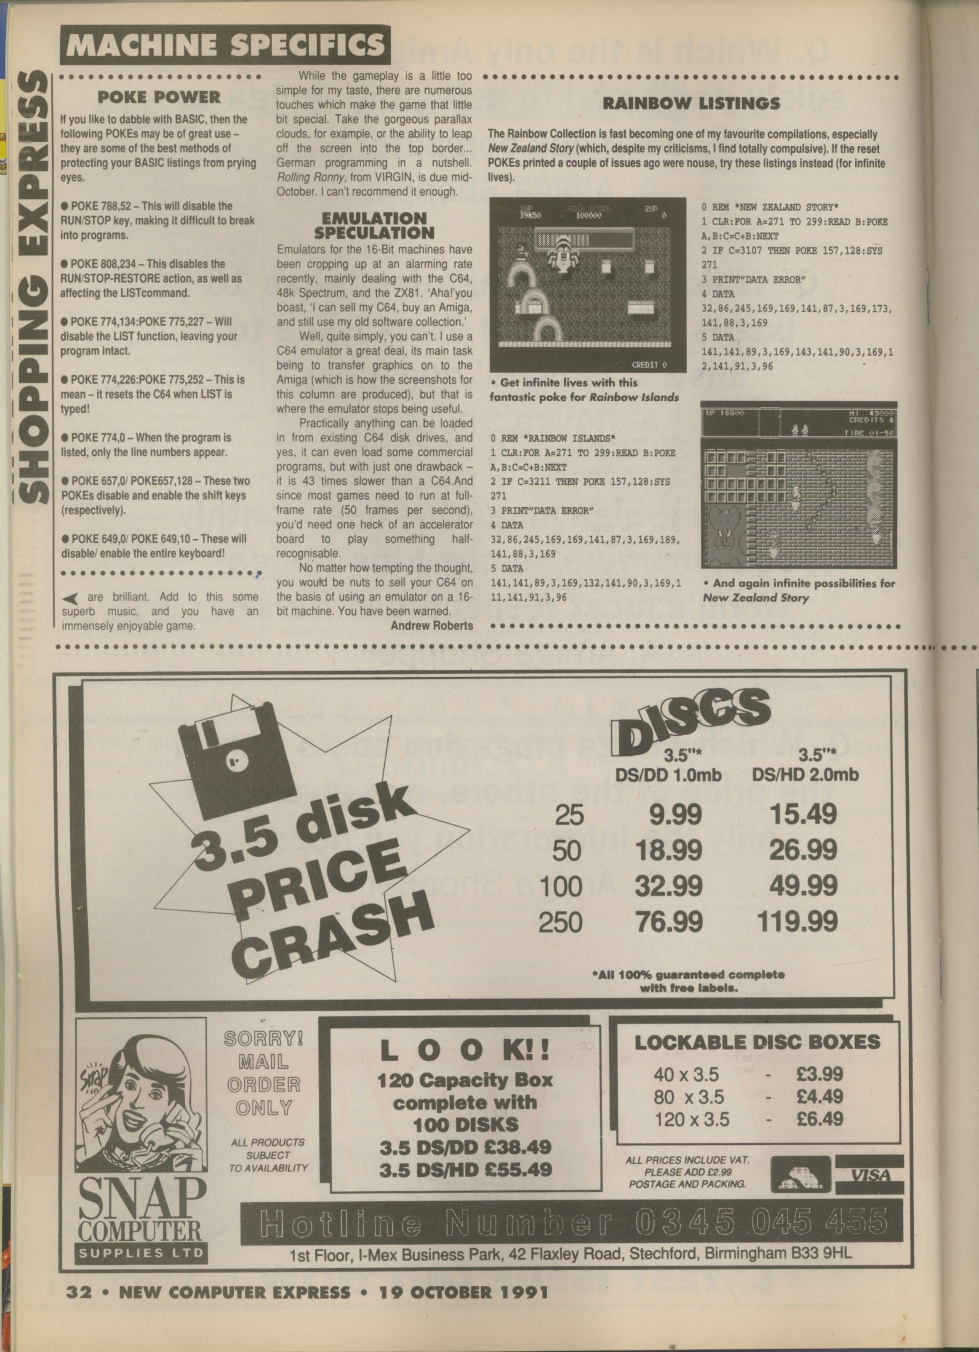 MACHINE SPECIFICS
SHOPPING EXPRESS
POKE POWER
If you like to dabble with BASIC, then the
following POKEs may be of great use –
they are some of the best methods of
protecting your BASIC listings from prying
eyes.
● POKE 788,52 – This will disable the
RUN/STOP key, making it difficult to break
into programs.
● POKE 808,234 – This disables the
RUN/STOP-RESTORE action, as well as
affecting the LISTcommand.
● POKE 774,134:POKE 775,227 – Will
disable the LIST function, leaving your
program intact.
● POKE 774,226:POKE 775,252 – This is
mean – it resets the C64 when LIST is
typed!
● POKE 774,0 – When the program is
listed, only the line numbers appear.
● POKE 657,0/ POKE657,128 – These two
POKEs disable and enable the shift keys
(respectively).
● POKE 649,0/ POKE 649,10 – These will
disable/ enable the entire keyboard!
are brilliant. Add to this some
superb music, and you have an
immensely enjoyable game.
While the gameplay is a little too
simple for my taste, there are numerous
touches which make the game that little
bit special. Take the gorgeous parallax
clouds, for example, or the ability to leap
off the screen into the top border...
German programming in a nutshell.
Rolling Ronny, from VIRGIN, is due mid-
October. I can't recommend it enough.
EMULATION
SPECULATION
Emulators for the 16-Bit machines have
been cropping up at an alarming rate
recently, mainly dealing with the C64,
48k Spectrum, and the ZX81. 'Aha!'you
boast, 'I can sell my C64, buy an Amiga,
and still use my old software collection.'
Well, quite simply, you can't. I use a
C64 emulator a great deal, its main task
being to transfer graphics on to the
Amiga (which is how the screenshots for
this column are produced), but that is
where the emulator stops being useful.
Practically anything can be loaded
in from existing C64 disk drives, and
yes, it can even load some commercial
programs, but with just one drawback –
it is 43 times slower than a C64.And
since most games need to run at full-
frame rate (50 frames per second),
you'd need one heck of an accelerator
board to play something half-
recognisable.
No matter how tempting the thought,
you would be nuts to sell your C64 on
the basis of using an emulator on a 16-
bit machine. You have been warned.
Andrew Roberts
RAINBOW LISTINGS
The Rainbow Collection is fast becoming one of my favourite compilations, especially
New Zealand Story (which, despite my criticisms, I find totally compulsive). If the reset
POKEs printed a couple of issues ago were nouse, try these listings instead (for infinite
lives).
1UP HIGH SCORE 2UP
39850 100000 0
CREDIT 0
• Get infinite lives with this
fantastic poke for Rainbow Islands
0 REM *RAINBOW ISLANDS*
1 CLR:FOR A=271 TO 299:READ B:POKE
A,B:C=C+B:NEXT
2 IF C=3211 THEN POKE 157,128:SYS
271
3 PRINT"DATA ERROR"
4 DATA
32,86,245,169,169,141,87,3,169,189,
141,88,3,169
5 DATA
141,141,89,3,169,132,141,90,3,169,1
11,141,91,3,96
0 REM *NEW ZEALAND STORY*
1 CLR:FOR A=271 TO 299:READ B:POKE
A,B:C=C+B:NEXT
2 IF C=3107 THEN POKE 157,128:SYS
271
3 PRINT"DATA ERROR"
4 DATA
32,86,245,169,169,141,87,3,169,173,
141,88,3,169
5 DATA
141,141,89,3,169,143,141,90,3,169,1
2,141,91,3,96
UP 16600 HI 49000
CREDITS 4
TIME 01-56
• And again infinite possibilities for
New Zealand Story
3.5 disk
PRICE
CRASH
DISCS
3.5"* 3.5"*
DS/DD 1.0mb DS/HD 2.0mb
25 9.99 15.49
50 18.99 26.99
100 32.99 49.99
250 76.99 119.99
*All 100% guaranteed complete
with free labels.
Snap
SNAP
COMPUTER
SUPPLIES LTD
SORRY!
MAIL
ORDER
ONLY
ALL PRODUCTS
SUBJECT
TO AVAILABILITY
LOOK!!
120 Capacity Box
complete with
100 DISKS
3.5 DS/DD £38.49
3.5 DS/HD £55.49
LOCKABLE DISC BOXES
40 x 3.5 - £3.99
80 x 3.5 - £4.49
120 x 3.5 - £6.49
ALL PRICES INCLUDE VAT.
PLEASE ADD £2.99
POSTAGE AND PACKING.
VISA
Hotline Number 0345 045 455
1st Floor, I-Mex Business Park, 42 Flaxley Road, Stechford, Birmingham B33 9HL
32 • NEW COMPUTER EXPRESS • 19 OCTOBER 1991